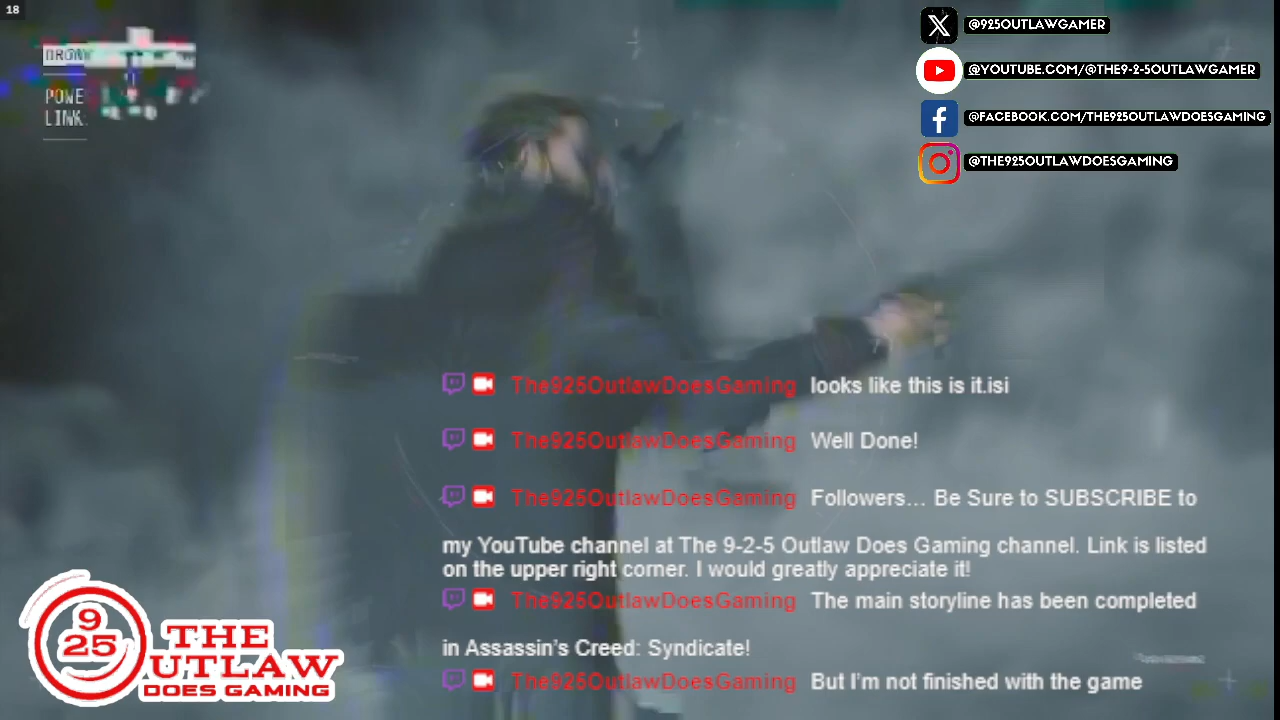 18
POWE
LINK
@925OUTLAWGAMER
@YOUTUBE.COM/@THE9-2-5OUTLAWGAMER
@FACEBOOK.COM/THE925OUTLAWDOESGAMING
@THE925OUTLAWDOESGAMING
The925OutlawDoesGaming looks like this is it.isi
The925OutlawDoesGaming Well Done!
The925OutlawDoesGaming Followers... Be Sure to SUBSCRIBE to
my YouTube channel at The 9-2-5 Outlaw Does Gaming channel. Link is listed
on the upper right corner. I would greatly appreciate it!
The925OutlawDoesGaming The main storyline has been completed
in Assassin's Creed: Syndicate!
The925OutlawDoesGaming But I'm not finished with the game
9
25
THE
OUTLAW
DOES GAMING